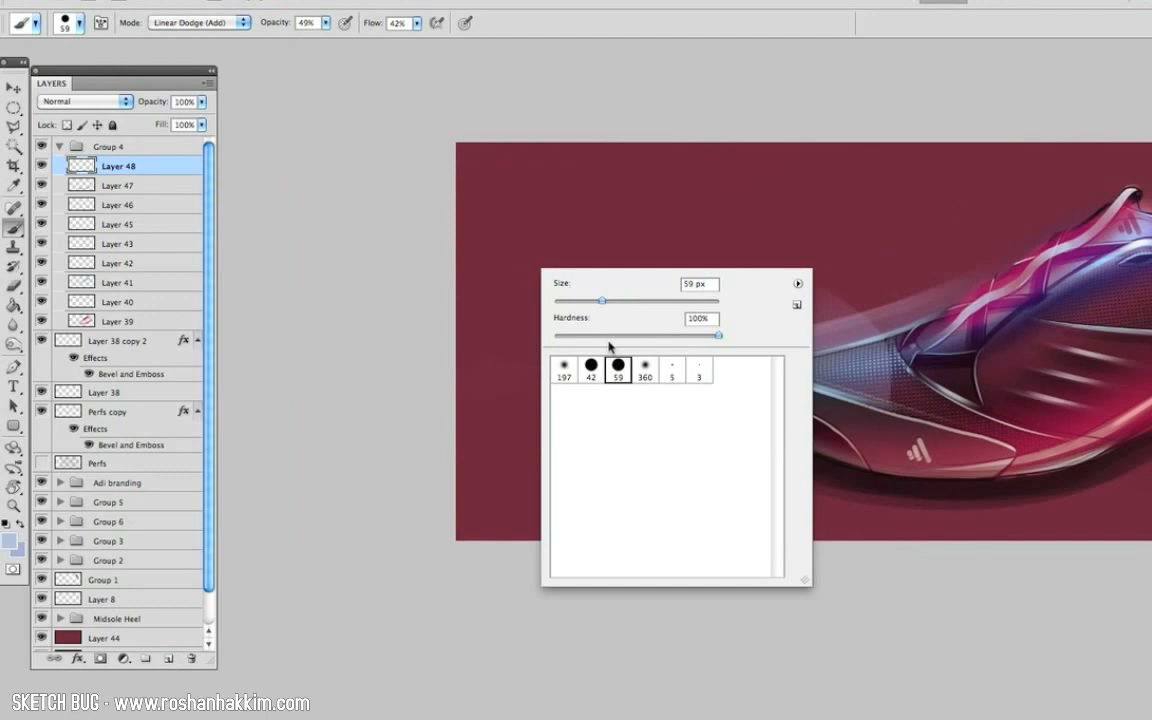 59
Mode:
Linear Dodge (Add)
Opacity:
49%
Flow:
42%
LAYERS
Normal
Opacity:
100%
Lock:
Fill:
100%
Group 4
Layer 48
Layer 47
Layer 46
Layer 45
Layer 43
Layer 42
Layer 41
Layer 40
Layer 39
Layer 38 copy 2
fx
Effects
Bevel and Emboss
Layer 38
Perfs copy
fx
Effects
Bevel and Emboss
Perfs
Adi branding
Group 5
Group 6
Group 3
Group 2
Group 1
Layer 8
Midsole Heel
Layer 44
fx.
Size:
59 px
Hardness:
100%
197
42
59
360
5
3
SKETCH BUG - www.roshanhakkim.com